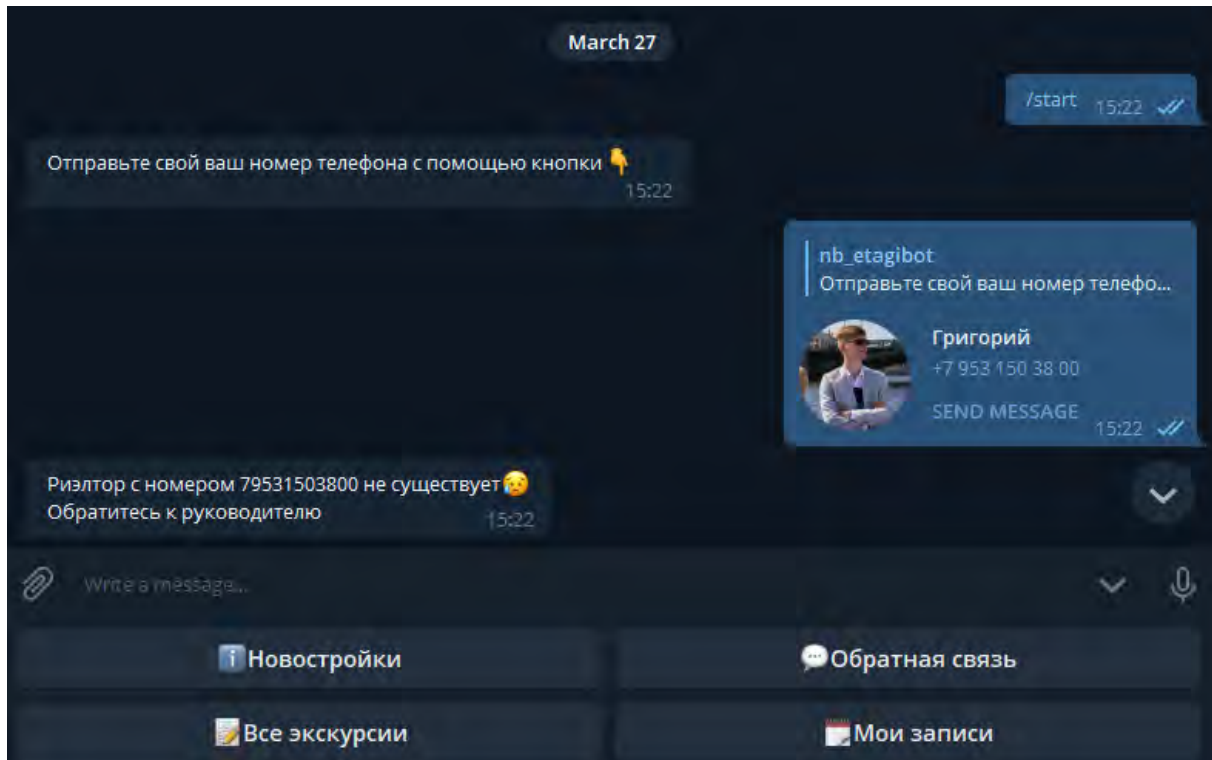 March 27
/start 15:22
Отправьте свой ваш номер телефона с помощью кнопки 👇
15:22
nb_etagibot
Отправьте свой ваш номер телефо...
Григорий
+7 953 150 38 00
SEND MESSAGE
15:22
Риэлтор с номером 79531503800 не существует😥
Обратитесь к руководителю
15:22
Write a message...
ℹ️Новостройки
💬Обратная связь
📝Все экскурсии
🗓Мои записи